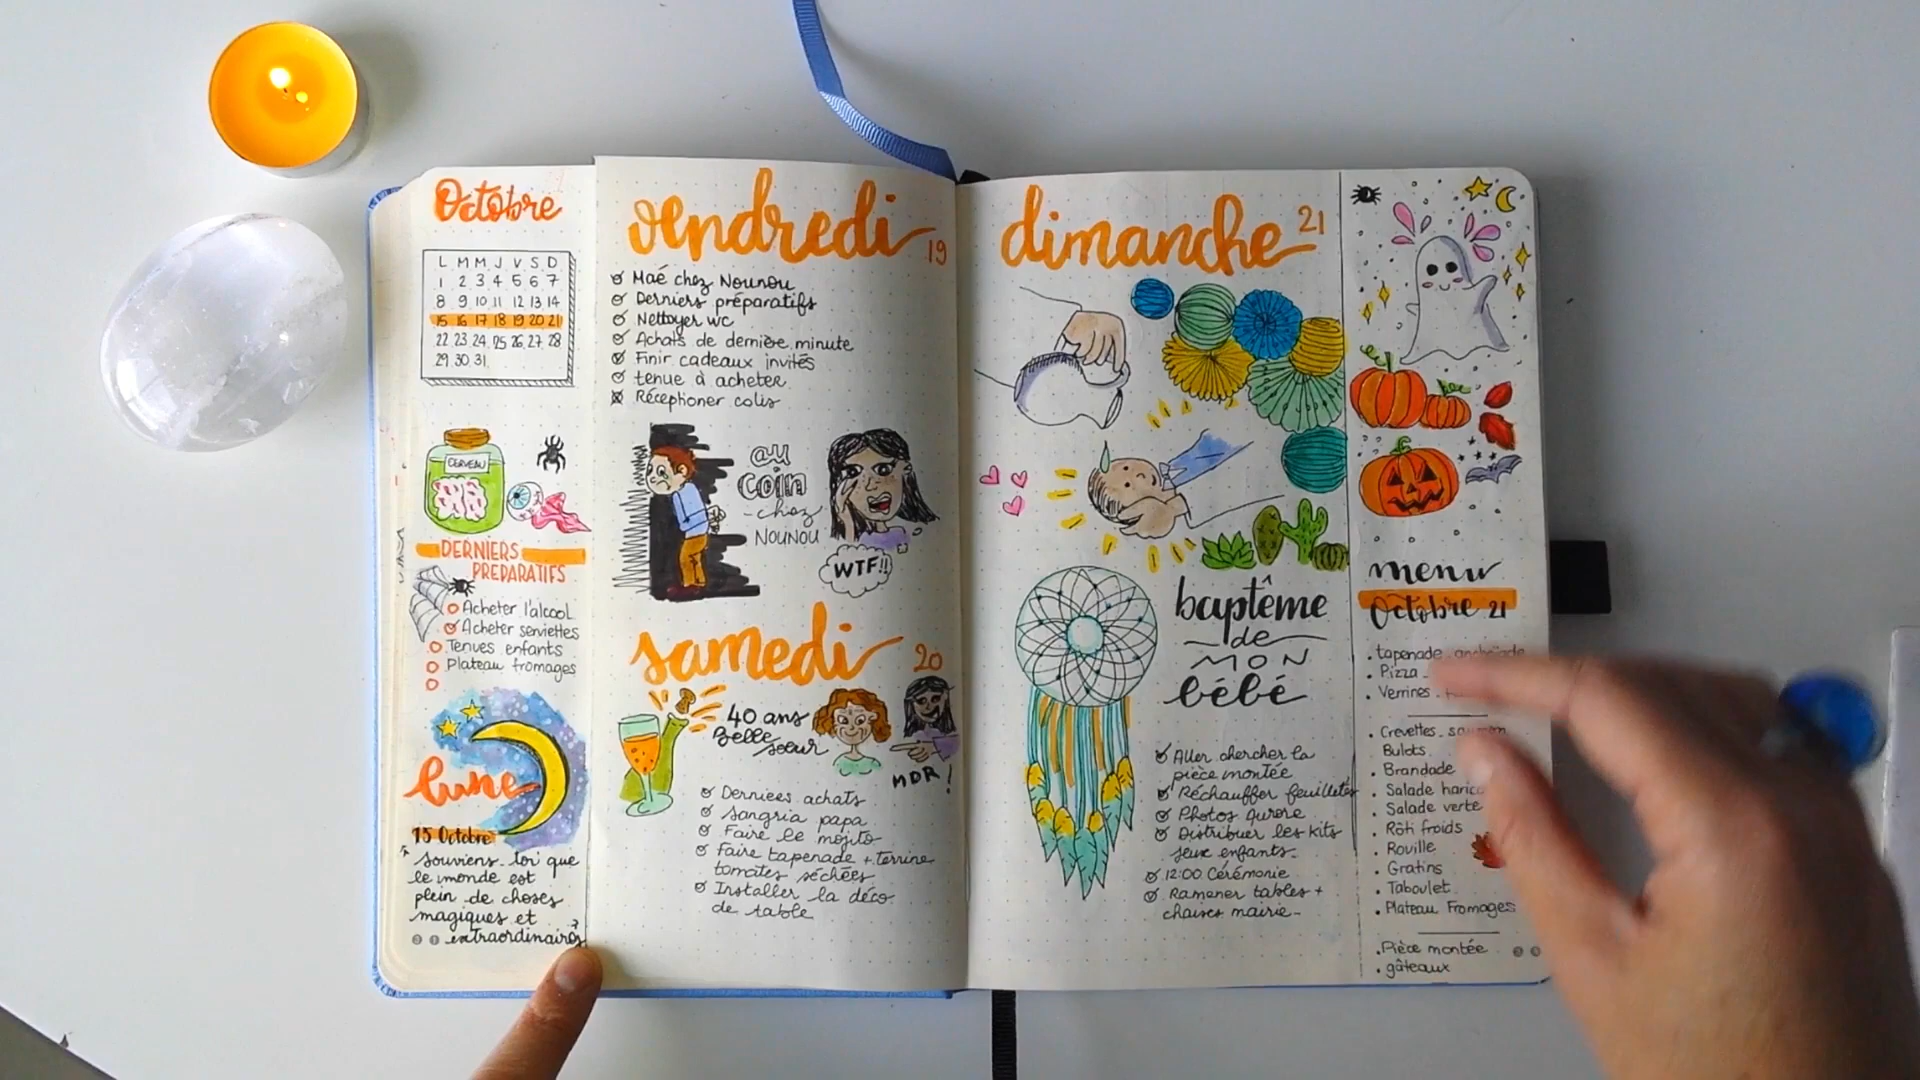 Octobre
L M M J V S D
1 2 3 4 5 6 7
8 9 10 11 12 13 14
15 16 17 18 19 20 21
22 23 24 25 26 27 28
29 30 31
CERVEAU
DERNIERS
PREPARATIFS
Acheter l'alcool
Acheter serviettes
Tenues enfants
Plateau fromages
lune
15 Octobre
Souviens-toi que
le monde est
plein de choses
magiques et
extraordinaires
vendredi 19
Maé chez Nounou
Derniers préparatifs
Nettoyer wc
Achats de dernière minute
Finir cadeaux invités
tenue à acheter
Réceptioner colis
au
coin
chez
NOUNOU
WTF!!
samedi 20
40 ans
Belle
soeur
MDR!
Derniees achats
Sangria papa
Faire le mojito
Faire tapenade + terrine
tomates séchées
Installer la déco
de table
dimanche 21
baptême
de
MON
bébé
Aller chercher la
pièce montée
Réchauffer feuilletés
Photos Aurore
Distribuer les kits
jeux enfants.
12:00 Cérémonie
Ramener tables +
chaises mairie-
menu
Octobre 21
. tapenade anchoïade
. Pizza
. Verrines
. Crevettes saumon
Bulots
. Brandade
. Salade
. Salade verte
. Rôti froids
. Rouille
. Gratins
. Taboulet
. Plateau Fromages
. Pièce montée
. gâteaux